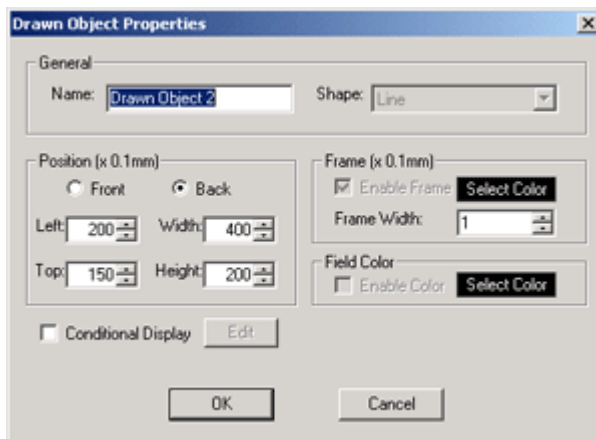 Drawn Object Properties
General
Name: Drawn Object 2 Shape: Line
Position (x 0.1mm)
Front Back
Left: 200 Width: 400
Top: 150 Height: 200
Frame (x 0.1mm)
Enable Frame Select Color
Frame Width: 1
Field Color
Enable Color Select Color
Conditional Display Edit
OK Cancel